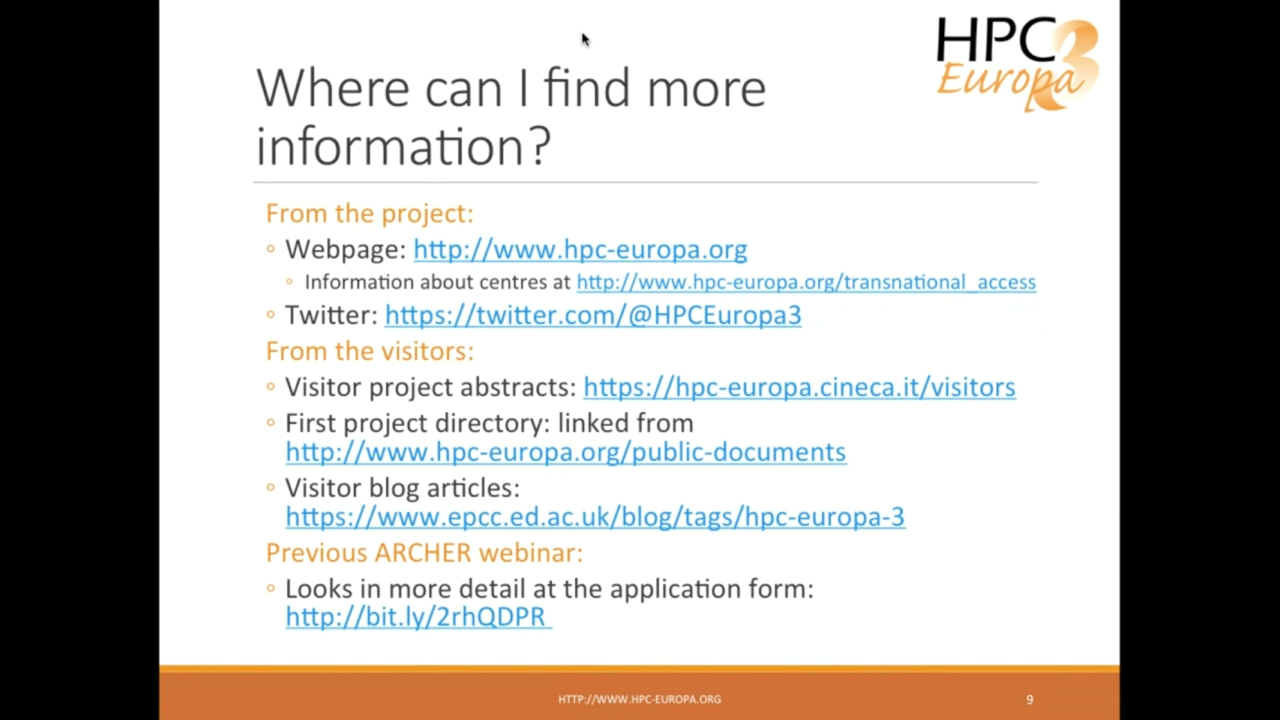 HPC3
Europa
Where can I find more
information?
From the project:
◦ Webpage: http://www.hpc-europa.org
◦ Information about centres at http://www.hpc-europa.org/transnational_access
◦ Twitter: https://twitter.com/@HPCEuropa3
From the visitors:
◦ Visitor project abstracts: https://hpc-europa.cineca.it/visitors
◦ First project directory: linked from
http://www.hpc-europa.org/public-documents
◦ Visitor blog articles:
https://www.epcc.ed.ac.uk/blog/tags/hpc-europa-3
Previous ARCHER webinar:
◦ Looks in more detail at the application form:
http://bit.ly/2rhQDPR
HTTP://WWW.HPC-EUROPA.ORG
9